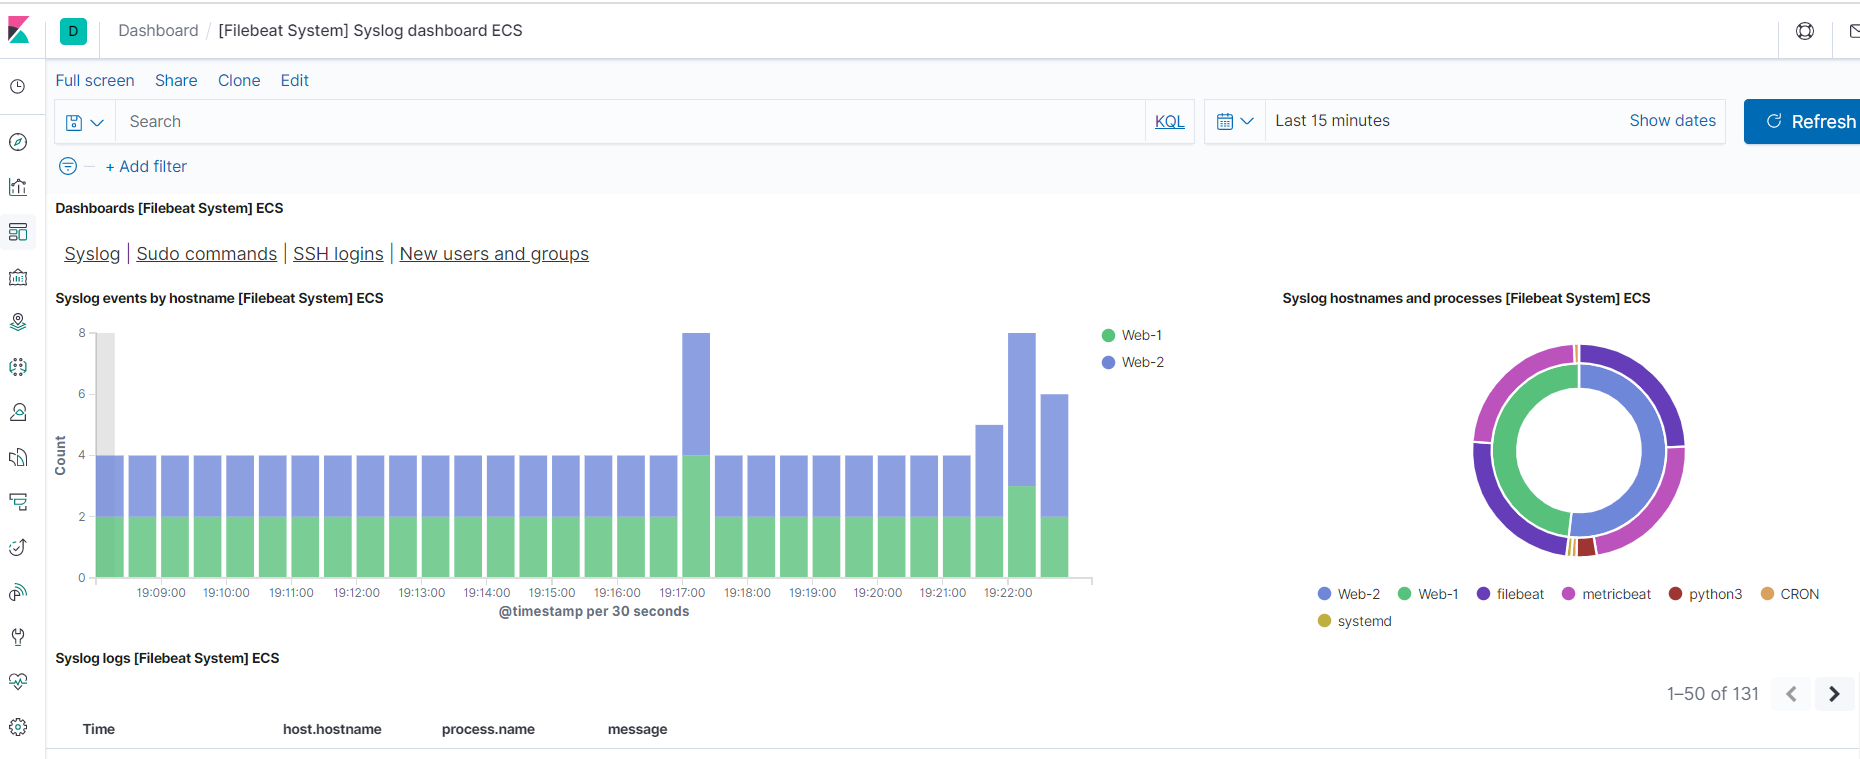 D Dashboard / [Filebeat System] Syslog dashboard ECS
Full screen Share Clone Edit
Search KQL Last 15 minutes Show dates Refresh
+ Add filter
Dashboards [Filebeat System] ECS
Syslog | Sudo commands | SSH logins | New users and groups
Syslog events by hostname [Filebeat System] ECS
8
6
4
2
0
Count
19:09:00 19:10:00 19:11:00 19:12:00 19:13:00 19:14:00 19:15:00 19:16:00 19:17:00 19:18:00 19:19:00 19:20:00 19:21:00 19:22:00
@timestamp per 30 seconds
Web-1
Web-2
Syslog hostnames and processes [Filebeat System] ECS
Web-2 Web-1 filebeat metricbeat python3 CRON
systemd
Syslog logs [Filebeat System] ECS
1–50 of 131
Time host.hostname process.name message